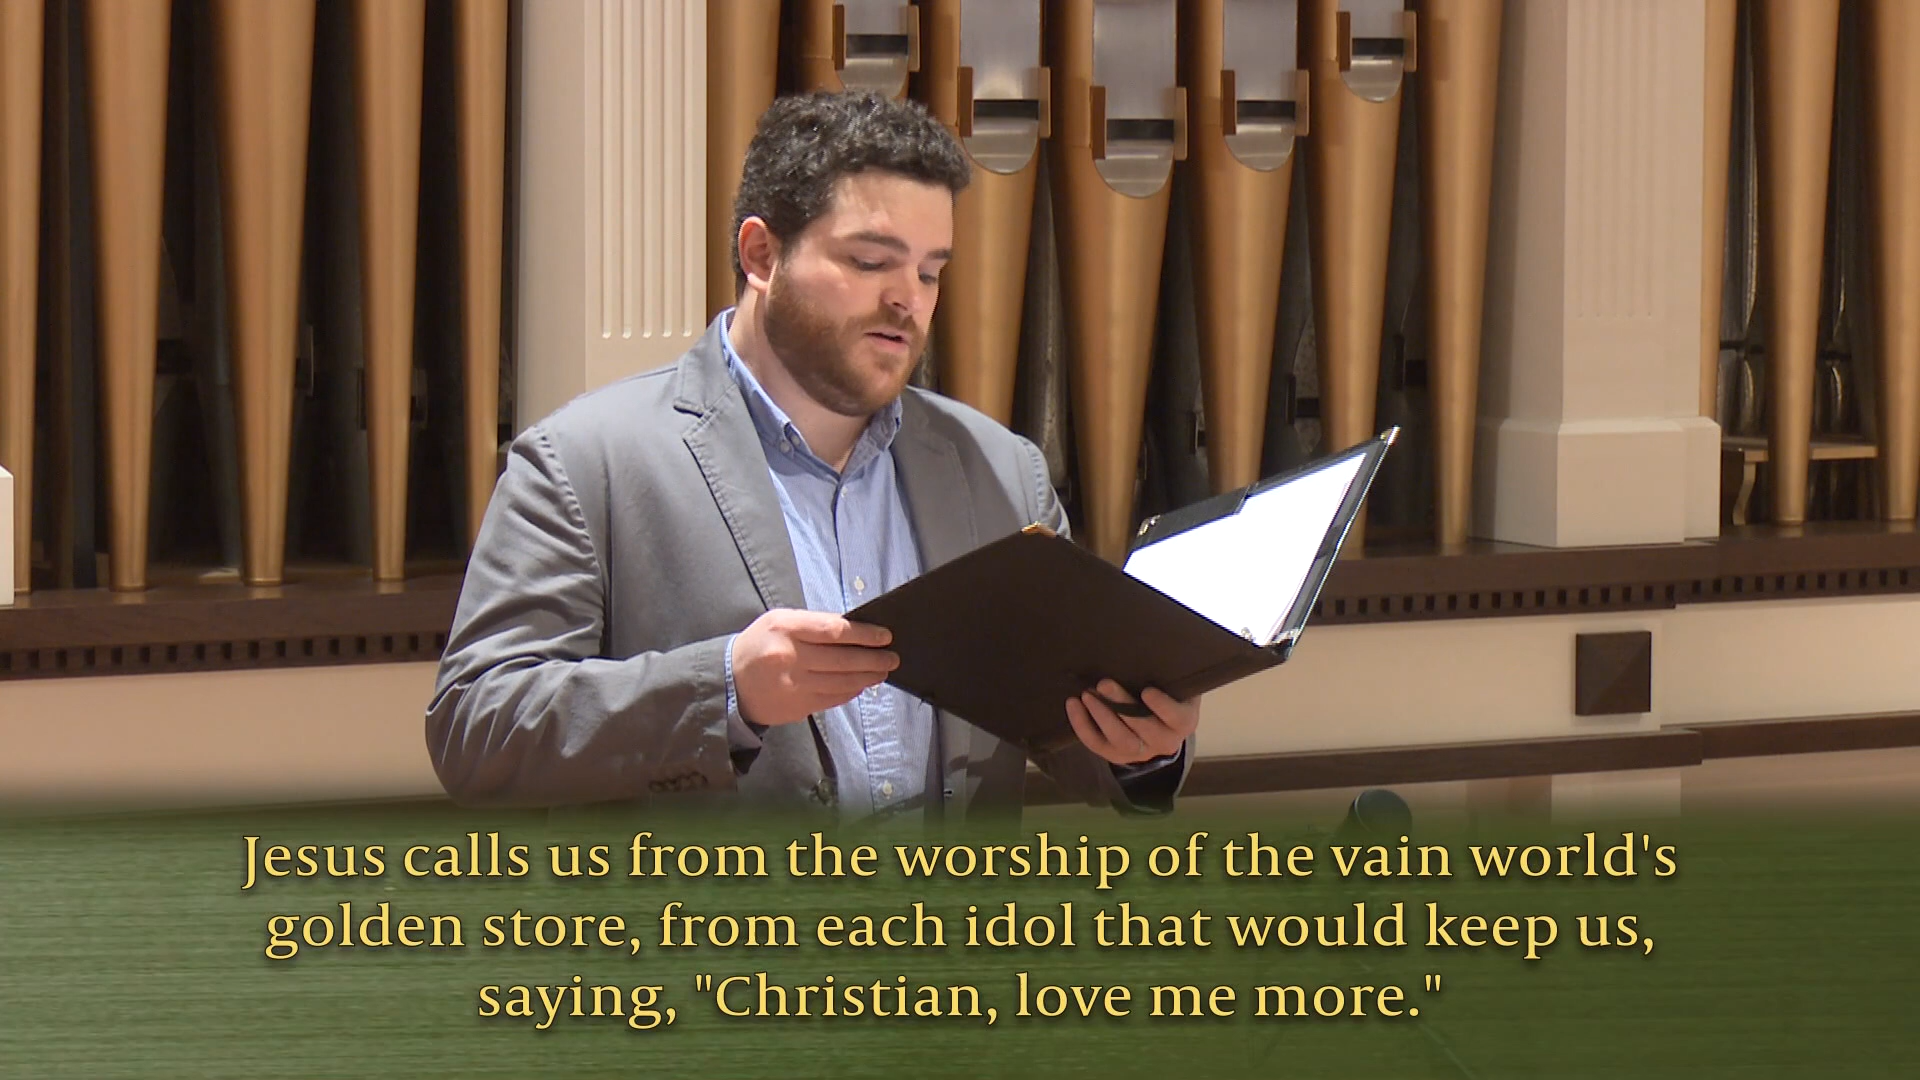 Jesus calls us from the worship of the vain world's
golden store, from each idol that would keep us,
saying, "Christian, love me more."